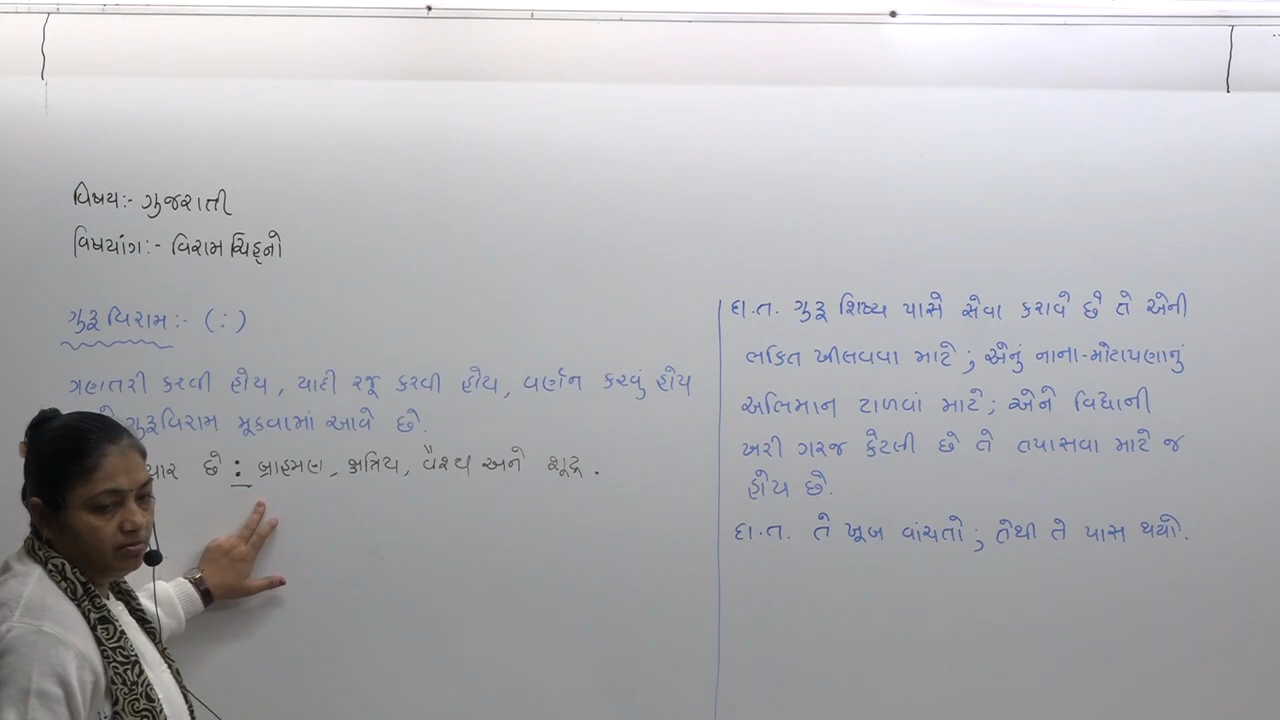 વિષય:- ગુજરાતી
વિષયાંગ:- વિરામ ચિહ્નો
ગુરૂ વિરામ:- (:)
ગણતરી કરવી હોય, યાદી રજૂ કરવી હોય, વર્ણન કરવું હોય
ગુરૂવિરામ મૂકવામાં આવે છે.
ચાર છે : બ્રાહ્મણ, ક્ષત્રિય, વૈશ્ય અને શૂદ્ર.
દા.ત. ગુરૂ શિષ્ય પાસે સેવા કરાવે છે તે એની
ભક્તિ ખીલવવા માટે; એનું નાના-મોટાપણાનું
અભિમાન ટાળવાં માટે; એને વિદ્યાની
ખરી ગરજ કેટલી છે તે તપાસવા માટે જ
હોય છે.
દા.ત. તે ખૂબ વાંચતો; તેથી તે પાસ થયો.